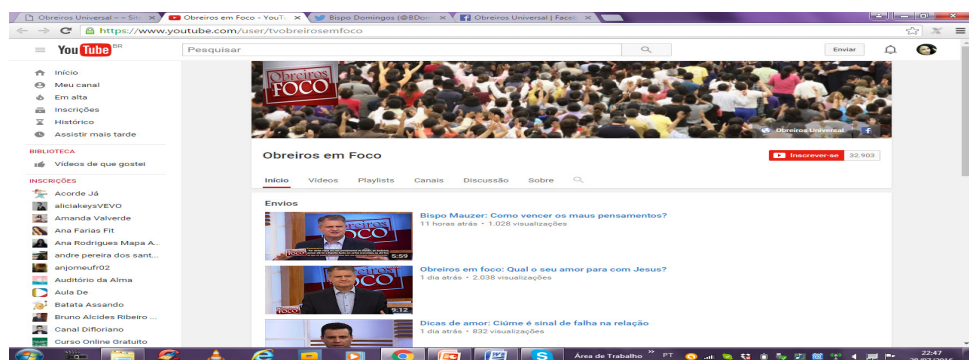 Obreiros Universal – – Site
Obreiros em Foco - YouTu
Bispo Domingos (@BDom
Obreiros Universal | Face
https://www.youtube.com/user/tvobreirosemfoco
YouTube BR
Pesquisar
Enviar
Início
Meu canal
Em alta
Inscrições
Histórico
Assistir mais tarde
BIBLIOTECA
Vídeos de que gostei
INSCRIÇÕES
Acorde Já
aliciakeysVEVO
Amanda Valverde
Ana Farias Fit
Ana Rodrigues Mapa A...
andre pereira dos sant...
anjomeufr02
Auditório da Alma
Aula De
Batata Assando
Bruno Alcides Ribeiro ...
Canal Difloriano
Curso Online Gratuito
Obreiros
FOCO
Obreiros Universal
Obreiros em Foco
Inscrever-se 32.903
Início Vídeos Playlists Canais Discussão Sobre
Envios
Bispo Mauzer: Como vencer os maus pensamentos?
11 horas atrás • 1.028 visualizações
5:59
Obreiros em foco: Qual o seu amor para com Jesus?
1 dia atrás • 2.038 visualizações
9:12
Dicas de amor: Ciúme é sinal de falha na relação
1 dia atrás • 832 visualizações
Área de Trabalho
PT
22:47